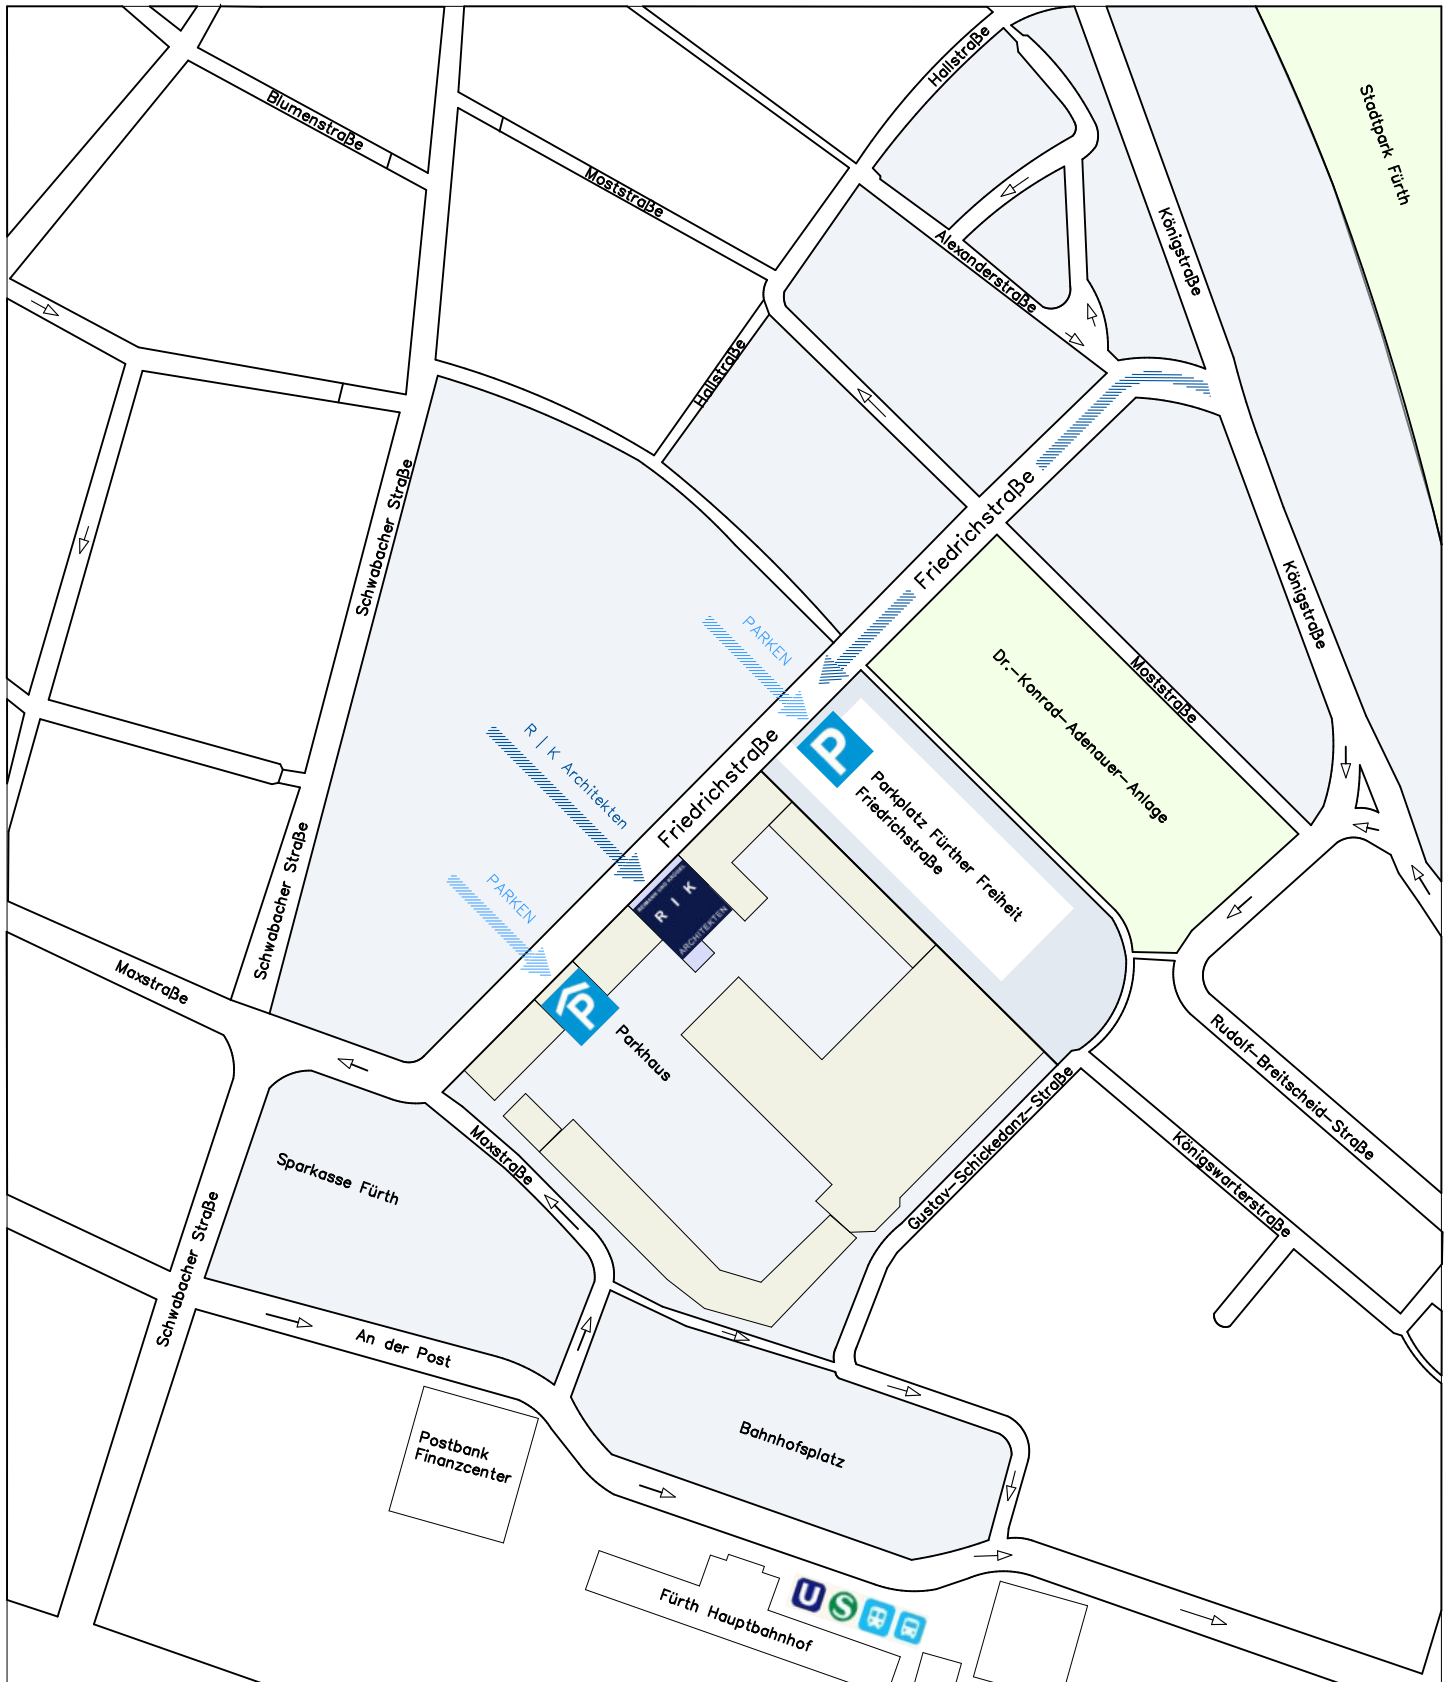 Hallstraße
Stadtpark Fürth
Blumenstraße
Moststraße
Königstraße
Alexanderstraße
Hallstraße
Schwabacher Straße
Friedrichstraße
Königstraße
PARKEN
Dr.-Konrad-Adenauer-Anlage
Moststraße
R | K Architekten
Friedrichstraße
P
Parkplatz Fürther Freiheit
Friedrichstraße
Schwabacher Straße
PARKEN
R | K
ARCHITEKTEN
Maxstraße
P
Parkhaus
Rudolf-Breitscheid-Straße
Gustav-Schickedanz-Straße
Maxstraße
Königswarterstraße
Sparkasse Fürth
Schwabacher Straße
An der Post
Postbank
Finanzcenter
Bahnhofsplatz
Fürth Hauptbahnhof
U
S